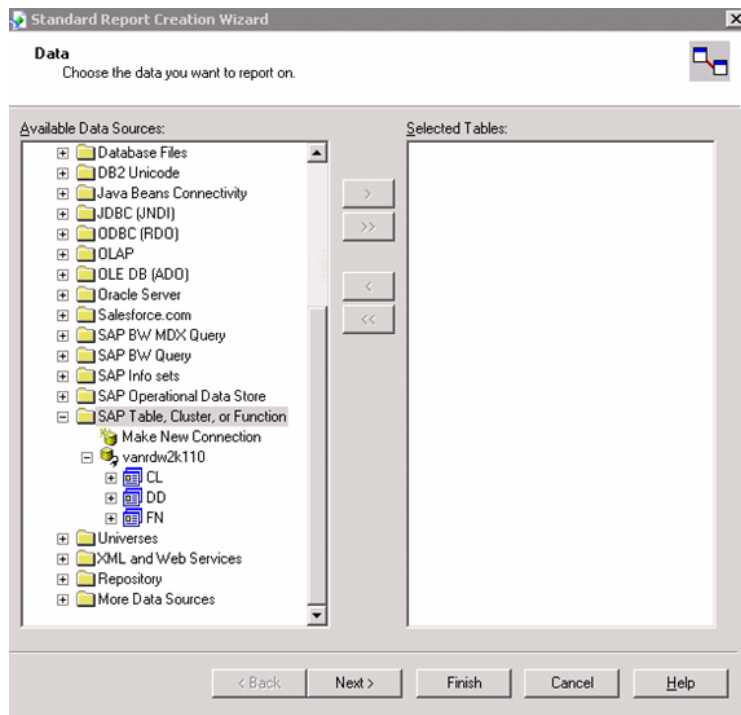 Standard Report Creation Wizard
Data
Choose the data you want to report on.
Available Data Sources:
Database Files
DB2 Unicode
Java Beans Connectivity
JDBC (JNDI)
ODBC (RDO)
OLAP
OLE DB (ADO)
Oracle Server
Salesforce.com
SAP BW MDX Query
SAP BW Query
SAP Info sets
SAP Operational Data Store
SAP Table, Cluster, or Function
Make New Connection
vanrdw2k110
CL
DD
FN
Universes
XML and Web Services
Repository
More Data Sources
>
>>
<
<<
Selected Tables:
< Back
Next >
Finish
Cancel
Help